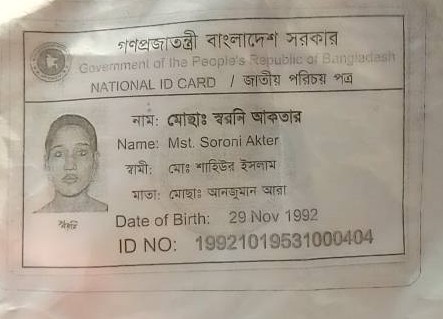 গণপ্রজাতন্ত্রী বাংলাদেশ সরকার
Government of the People's Republic of Bangladesh
NATIONAL ID CARD / জাতীয় পরিচয় পত্র
নাম: মোছাঃ স্বরনি আকতার
Name: Mst. Soroni Akter
স্বামী: মোঃ শাহিউর ইসলাম
মাতা: মোছাঃ আনজুমান আরা
Date of Birth: 29 Nov 1992
ID NO: 19921019531000404